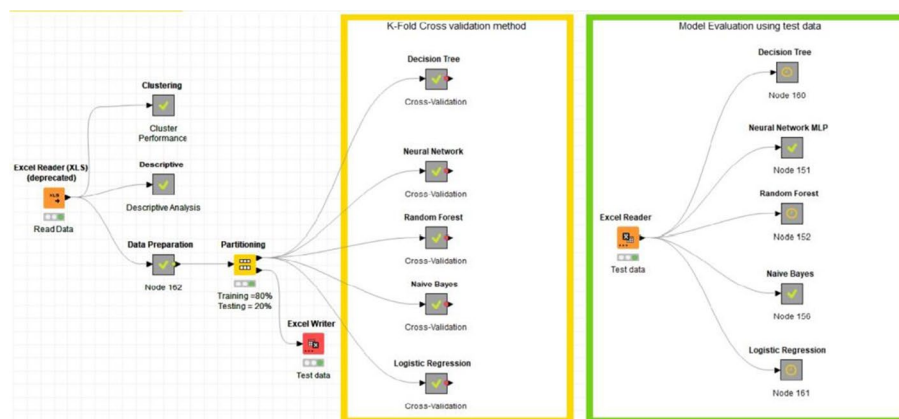 K-Fold Cross validation method
Model Evaluation using test data
Clustering
Cluster
Performance
Excel Reader (XLS)
(deprecated)
XLS
Read Data
Descriptive
Descriptive Analysis
Data Preparation
Node 162
Partitioning
Training =80%
Testing = 20%
Excel Writer
Test data
Decision Tree
Cross-Validation
Neural Network
Cross-Validation
Random Forest
Cross-Validation
Naive Bayes
Cross-Validation
Logistic Regression
Cross-Validation
Excel Reader
Test data
Decision Tree
Node 160
Neural Network MLP
Node 151
Random Forest
Node 152
Naive Bayes
Node 156
Logistic Regression
Node 161